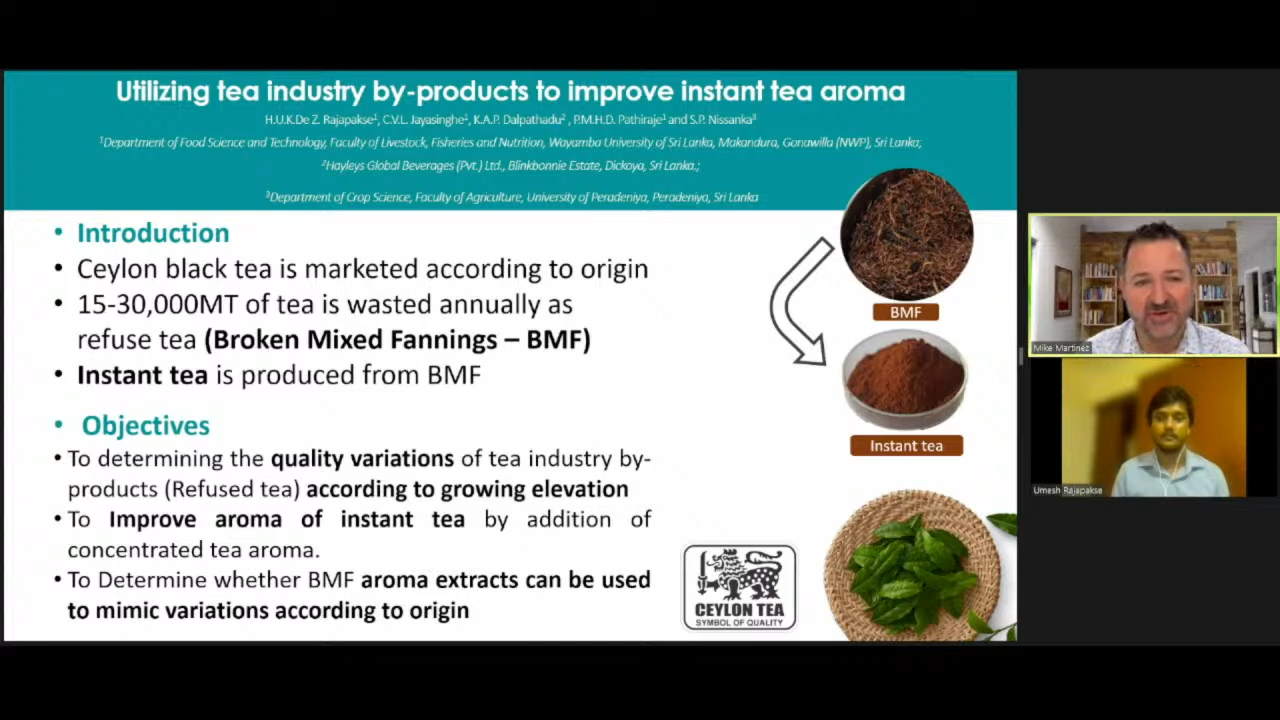 Utilizing tea industry by-products to improve instant tea aroma
H.U.K.De Z. Rajapakse¹, C.V.L. Jayasinghe¹, K.A.P. Dalpathadu² , P.M.H.D. Pathiraje¹ and S.P. Nissanka³
¹Department of Food Science and Technology, Faculty of Livestock, Fisheries and Nutrition, Wayamba University of Sri Lanka, Makandura, Gonawilla (NWP), Sri Lanka;
²Hayleys Global Beverages (Pvt.) Ltd., Blinkbonnie Estate, Dickoya, Sri Lanka.;
³Department of Crop Science, Faculty of Agriculture, University of Peradeniya, Peradeniya, Sri Lanka
• Introduction
• Ceylon black tea is marketed according to origin
• 15-30,000MT of tea is wasted annually as
refuse tea (Broken Mixed Fannings – BMF)
• Instant tea is produced from BMF
• Objectives
• To determining the quality variations of tea industry by-
products (Refused tea) according to growing elevation
• To Improve aroma of instant tea by addition of
concentrated tea aroma.
• To Determine whether BMF aroma extracts can be used
to mimic variations according to origin
BMF
Instant tea
CEYLON TEA
SYMBOL OF QUALITY
Mike Martinez
Umesh Rajapakse